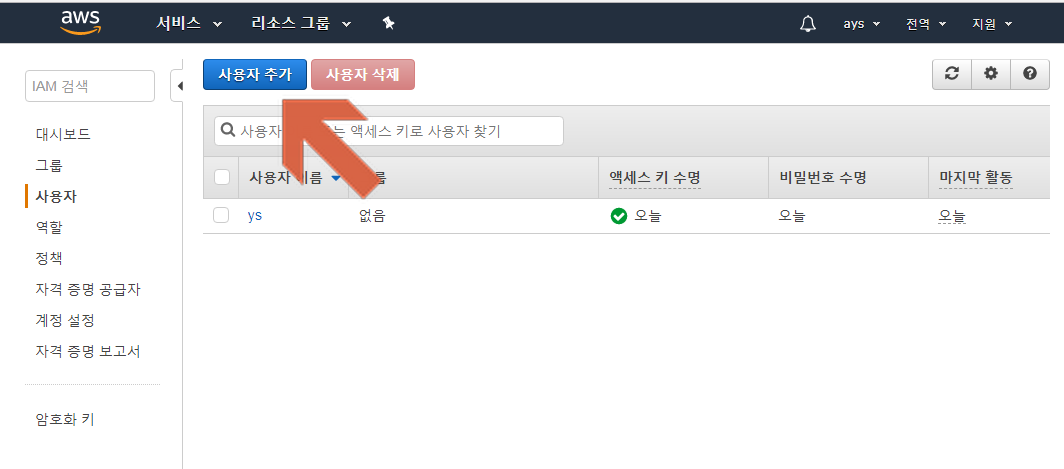 aws 서비스 리소스 그룹 ays 전역 지원
IAM 검색
사용자 추가 사용자 삭제
사용자 는 액세스 키로 사용자 찾기
대시보드
그룹
사용자
역할
정책
자격 증명 공급자
계정 설정
자격 증명 보고서
암호화 키
사용자 이름 액세스 키 수명 비밀번호 수명 마지막 활동
ys 없음 오늘 오늘 오늘